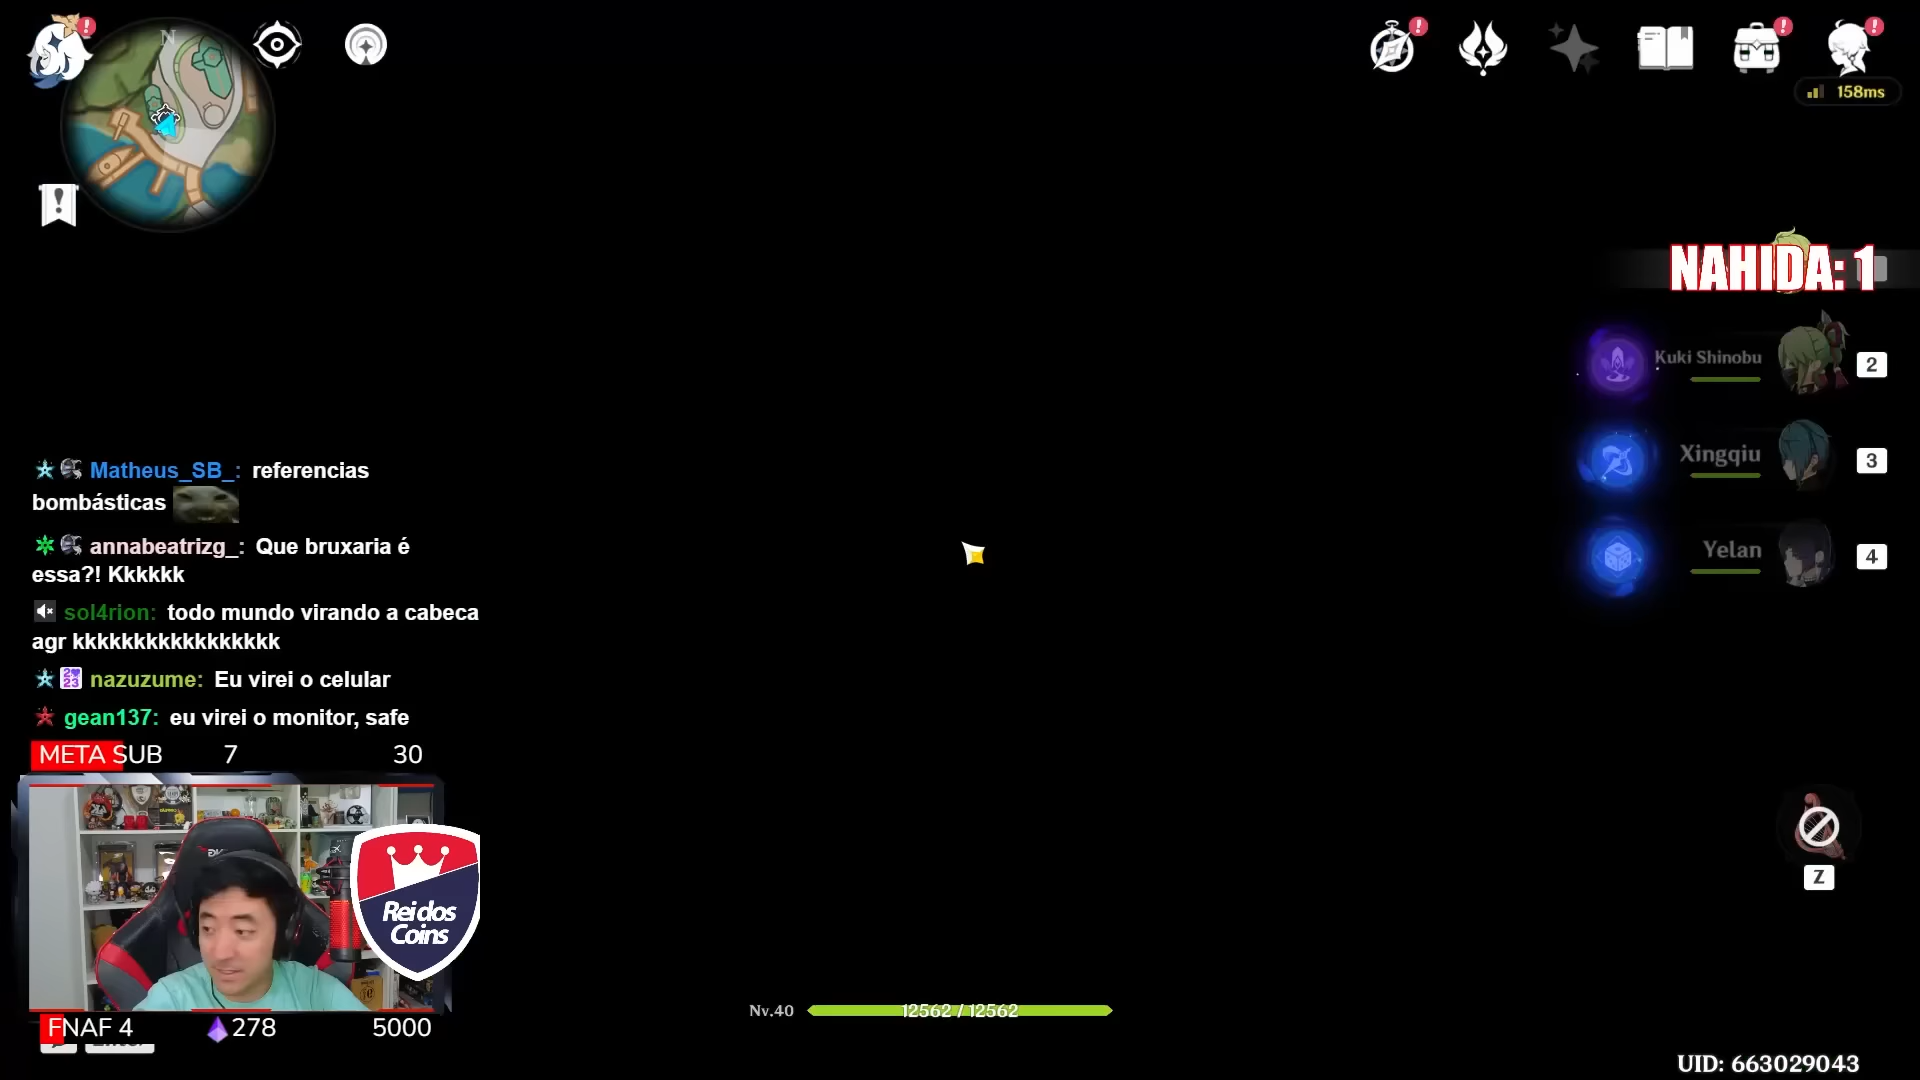 N
158ms
NAHIDA: 1
Kuki Shinobu
2
Xingqiu
3
Yelan
4
Matheus_SB_: referencias
bombásticas
annabeatrizg_: Que bruxaria é
essa?! Kkkkkk
sol4rion: todo mundo virando a cabeca
agr kkkkkkkkkkkkkkkkk
nazuzume: Eu virei o celular
gean137: eu virei o monitor, safe
META SUB 7 30
Rei dos
Coins
Z
Nv.40 12562 / 12562
FNAF 4 278 5000
Enter
UID: 663029043